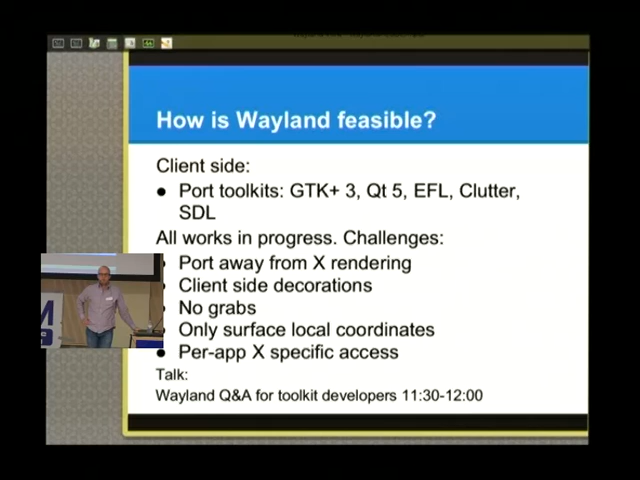 How is Wayland feasible?
Client side:
● Port toolkits: GTK+ 3, Qt 5, EFL, Clutter,
SDL
All works in progress. Challenges:
Port away from X rendering
Client side decorations
No grabs
Only surface local coordinates
● Per-app X specific access
Talk:
Wayland Q&A for toolkit developers 11:30-12:00
M